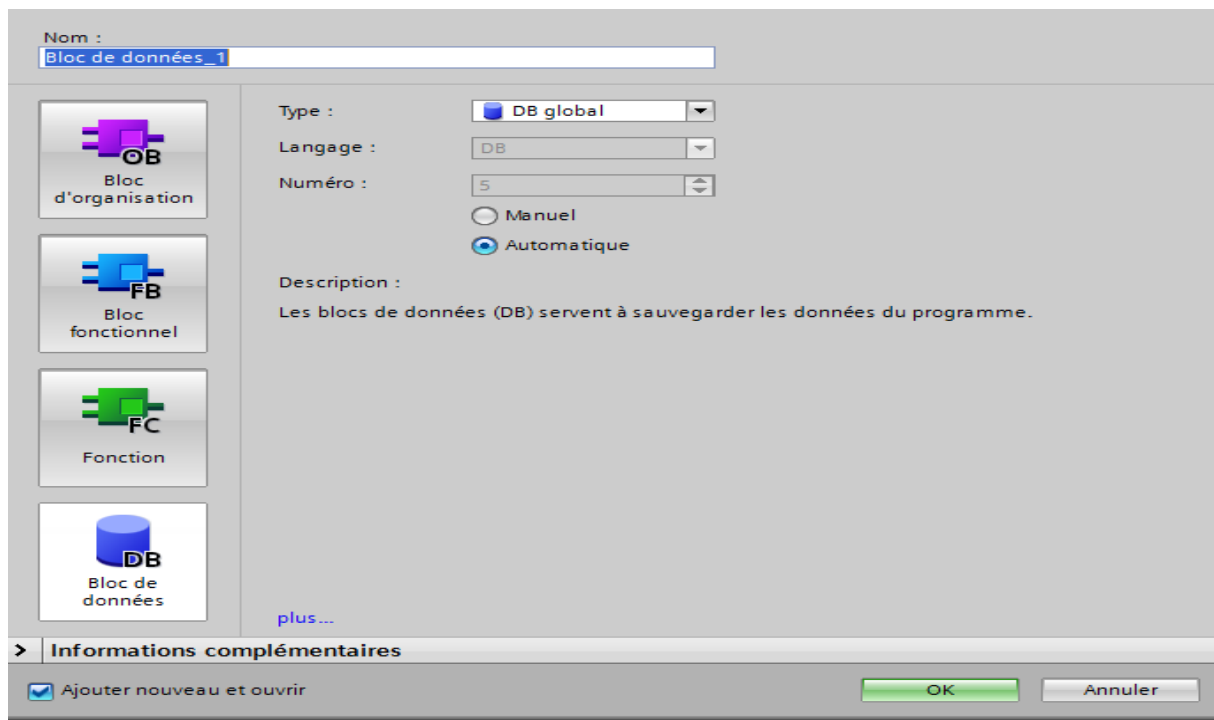 Nom :
Bloc de données_1
OB
Bloc
d'organisation
FB
Bloc
fonctionnel
FC
Fonction
DB
Bloc de
données
Type :
DB global
Langage :
DB
Numéro :
5
Manuel
Automatique
Description :
Les blocs de données (DB) servent à sauvegarder les données du programme.
plus...
> Informations complémentaires
Ajouter nouveau et ouvrir
OK
Annuler